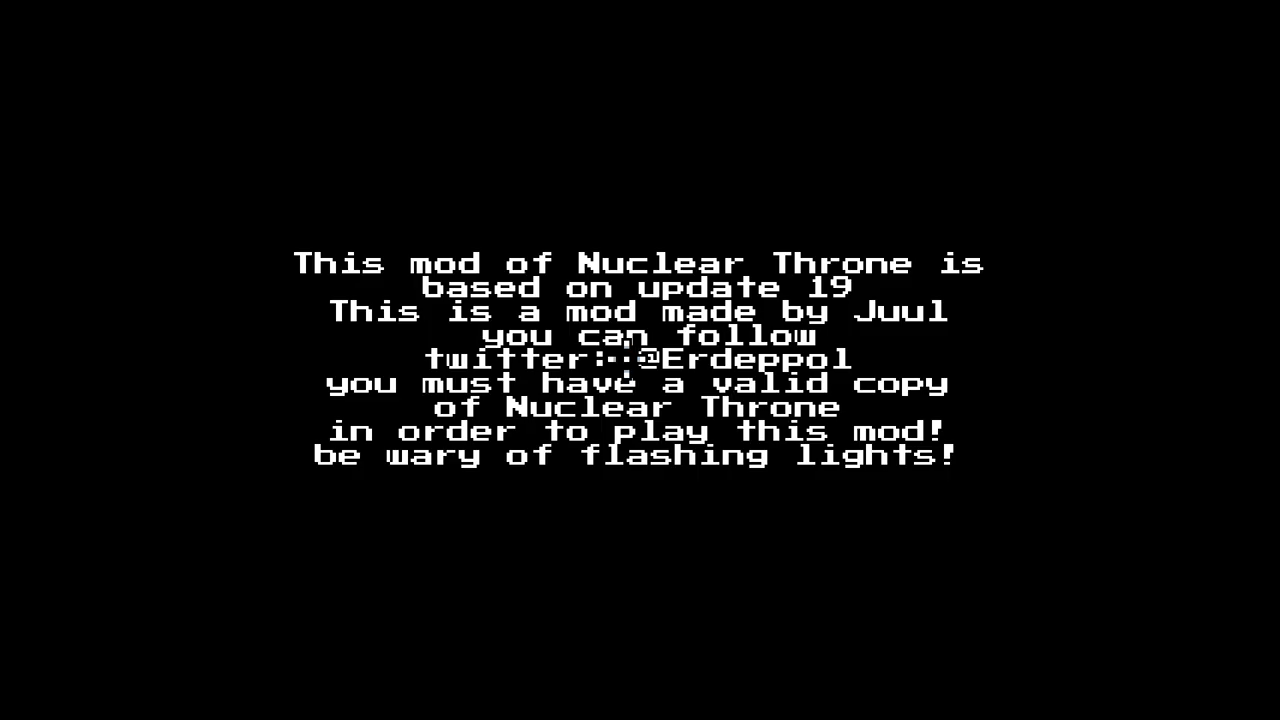 This mod of Nuclear Throne is
based on update 19
This is a mod made by Juul
you can follow
twitter: @Erdeppol
you must have a valid copy
of Nuclear Throne
in order to play this mod!
be wary of flashing lights!